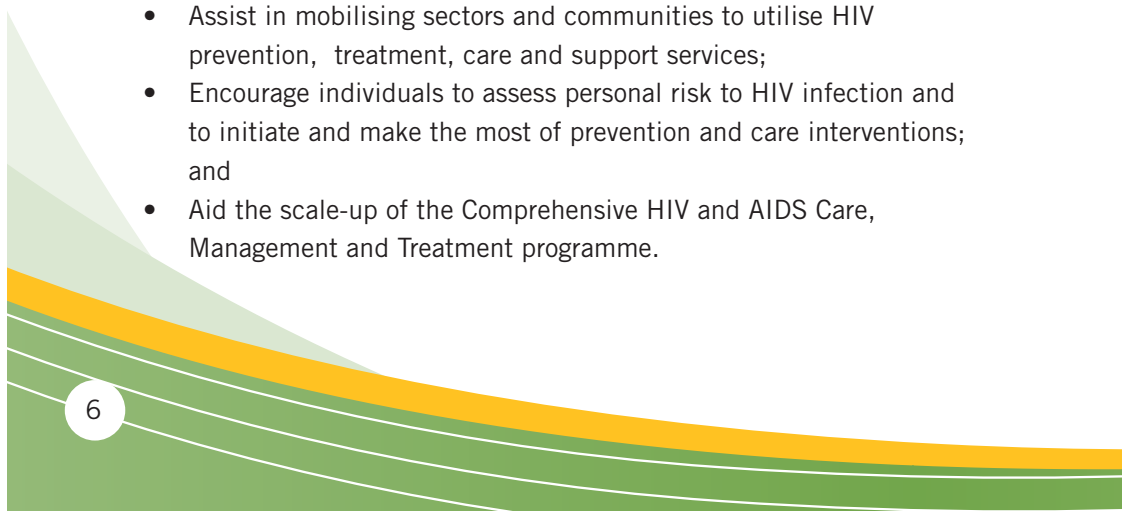 • Assist in mobilising sectors and communities to utilise HIV
prevention,  treatment, care and support services;
• Encourage individuals to assess personal risk to HIV infection and
to initiate and make the most of prevention and care interventions;
and
• Aid the scale-up of the Comprehensive HIV and AIDS Care,
Management and Treatment programme.
6